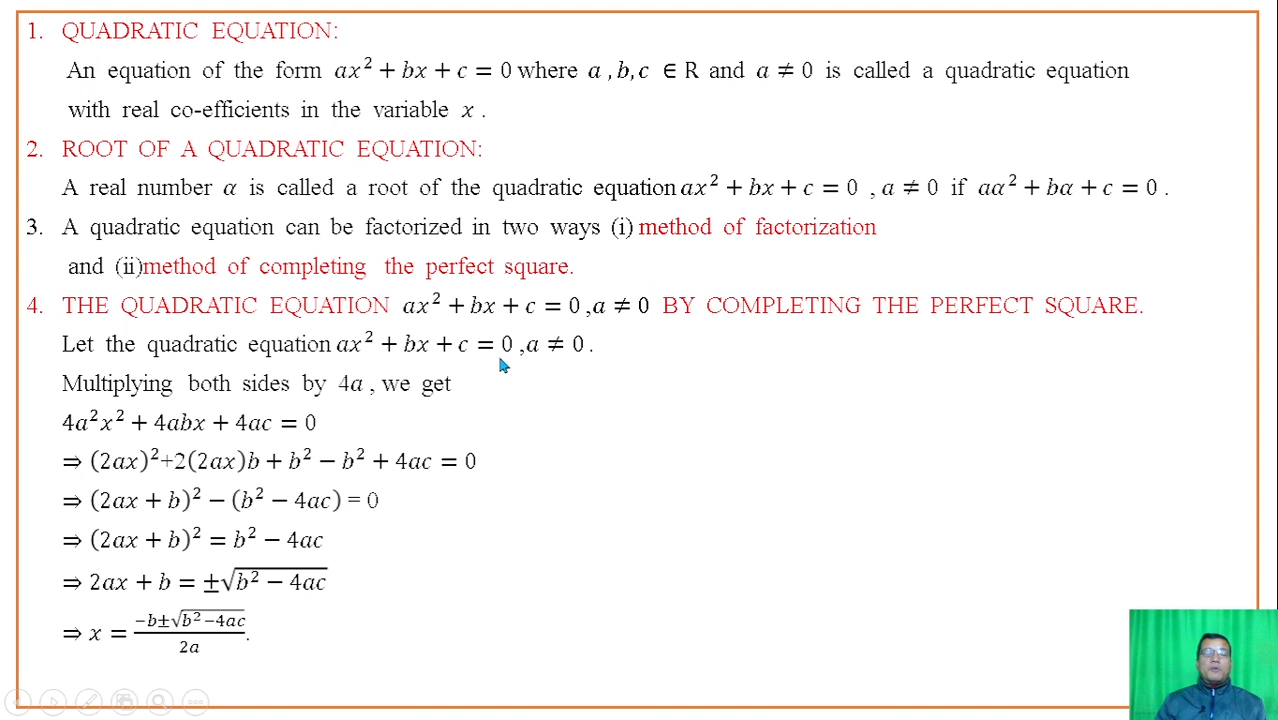 1. QUADRATIC EQUATION:
An equation of the form ax² + bx + c = 0 where a , b, c ∈ R and a ≠ 0 is called a quadratic equation
with real co-efficients in the variable x .
2. ROOT OF A QUADRATIC EQUATION:
A real number α is called a root of the quadratic equation ax² + bx + c = 0 , a ≠ 0 if aα² + bα + c = 0 .
3. A quadratic equation can be factorized in two ways (i) method of factorization
and (ii)method of completing the perfect square.
4. THE QUADRATIC EQUATION ax² + bx + c = 0 ,a ≠ 0 BY COMPLETING THE PERFECT SQUARE.
Let the quadratic equation ax² + bx + c = 0 ,a ≠ 0 .
Multiplying both sides by 4a , we get
4a²x² + 4abx + 4ac = 0
⇒ (2ax)²+2(2ax)b + b² − b² + 4ac = 0
⇒ (2ax + b)² − (b² − 4ac) = 0
⇒ (2ax + b)² = b² − 4ac
⇒ 2ax + b = ±√(b² − 4ac)
⇒ x = (−b±√(b²−4ac))/2a.